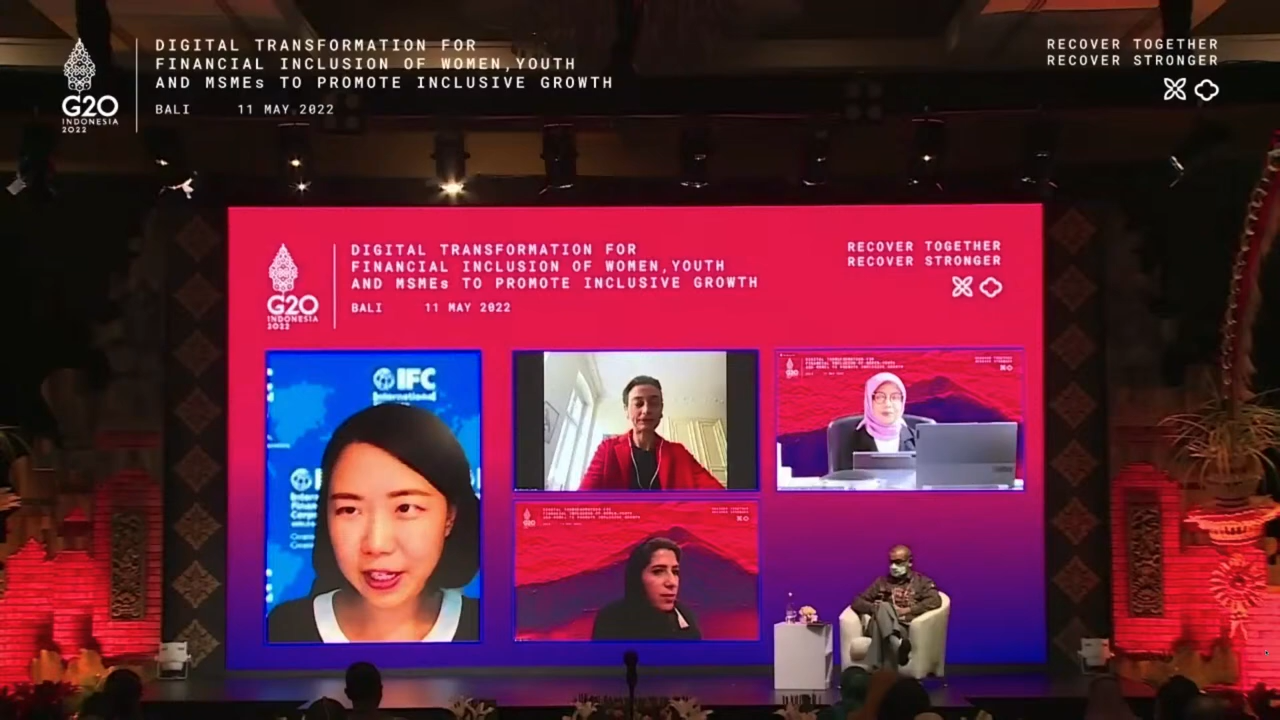 G20
INDONESIA
2022
DIGITAL TRANSFORMATION FOR
FINANCIAL INCLUSION OF WOMEN,YOUTH
AND MSMEs TO PROMOTE INCLUSIVE GROWTH
BALI 11 MAY 2022
RECOVER TOGETHER
RECOVER STRONGER
G20
INDONESIA
2022
DIGITAL TRANSFORMATION FOR
FINANCIAL INCLUSION OF WOMEN,YOUTH
AND MSMEs TO PROMOTE INCLUSIVE GROWTH
BALI 11 MAY 2022
RECOVER TOGETHER
RECOVER STRONGER
IFC
International